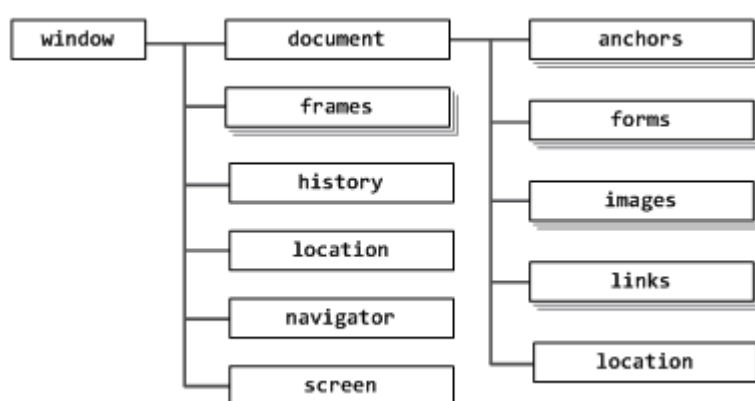 window
document
anchors
frames
forms
history
images
location
links
navigator
location
screen